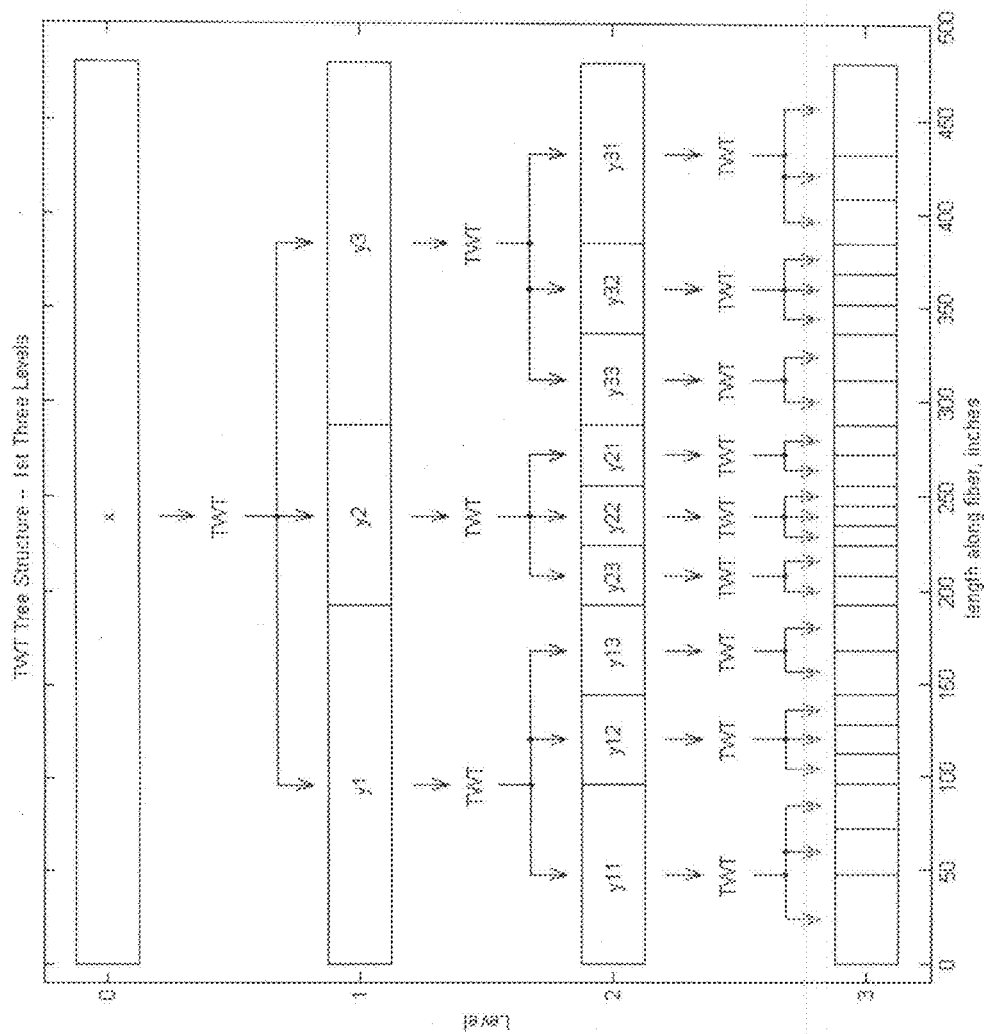 TWT Tree Structure -- 1st Three Levels
0
x
TWT
Level
1
y1
y2
y3
TWT
TWT
TWT
2
y11
y12
y13
y23
y22
y21
y33
y32
y31
TWT
TWT
TWT
TWT
TWT
TWT
TWT
TWT
TWT
3
0
50
100
150
200
250
300
350
400
450
500
length along fiber, inches